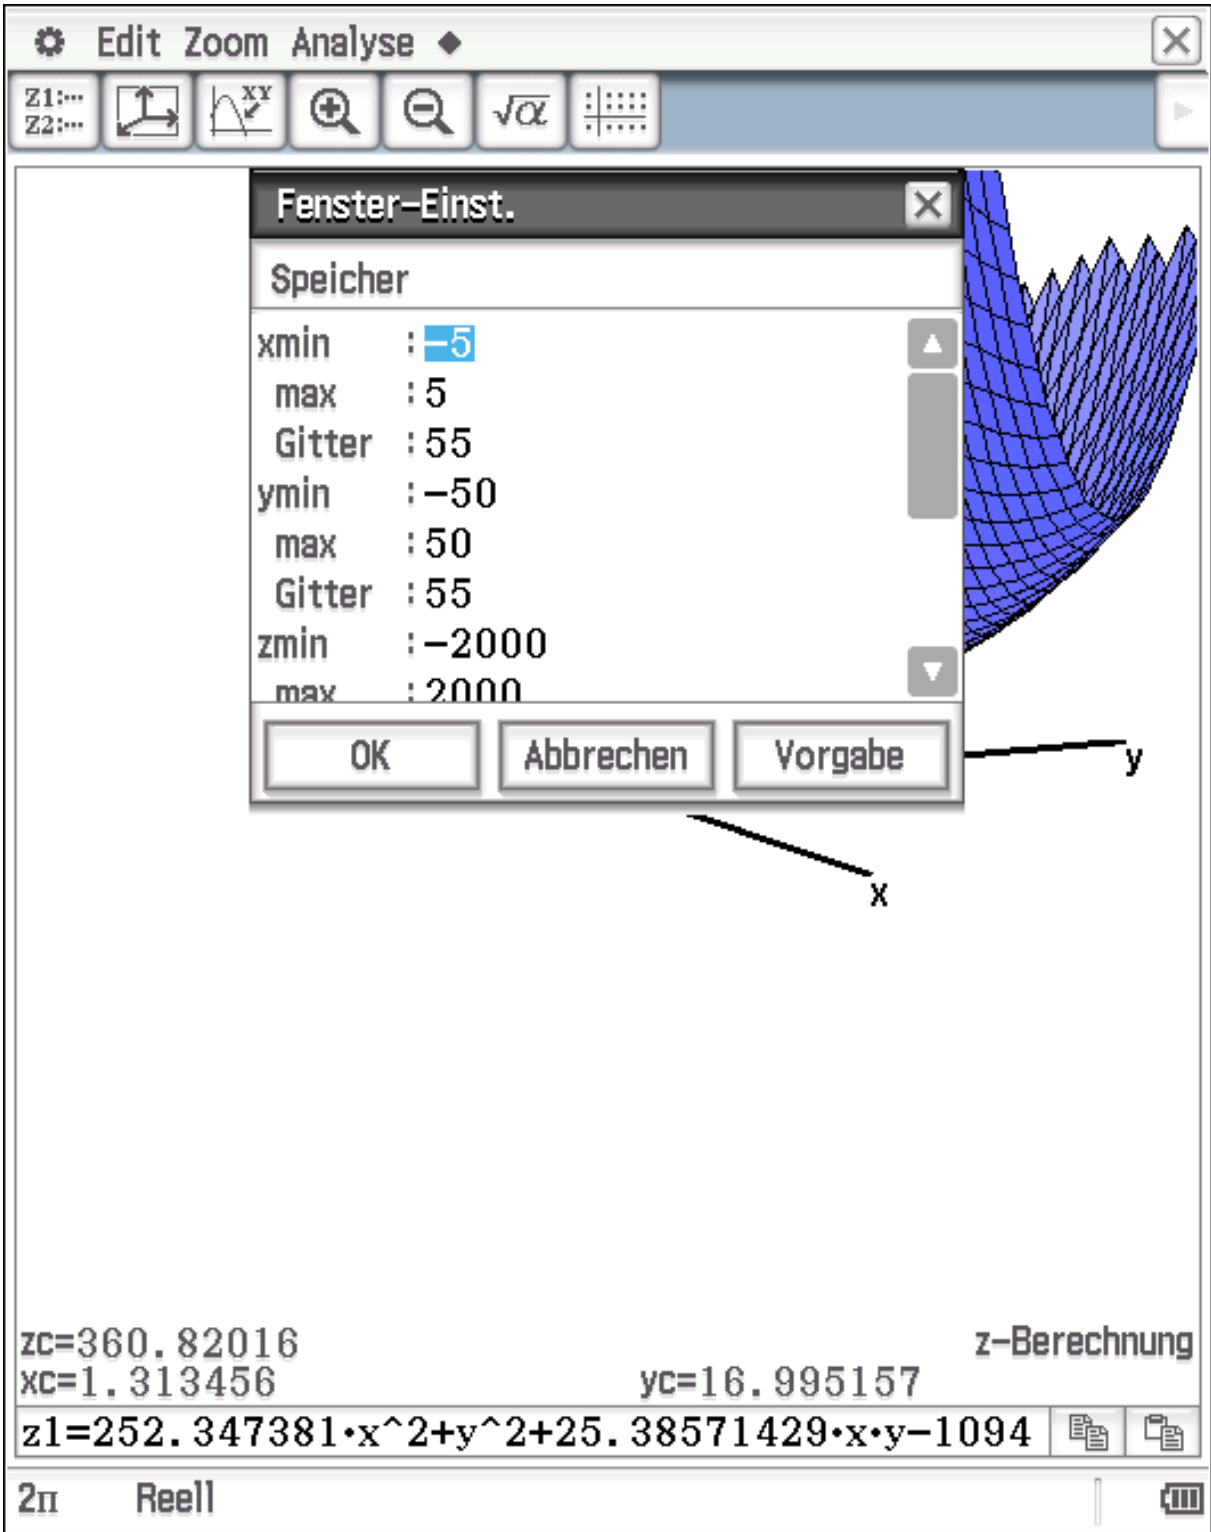 Edit Zoom Analyse ◆
Z1:…
Z2:…
XY
√α
Fenster-Einst.
Speicher
xmin :-5
max :5
Gitter :55
ymin :-50
max :50
Gitter :55
zmin :-2000
max :2000
OK Abbrechen Vorgabe
y
x
zc=360.82016 z-Berechnung
xc=1.313456 yc=16.995157
z1=252.347381·x^2+y^2+25.38571429·x·y-1094
2π Reell